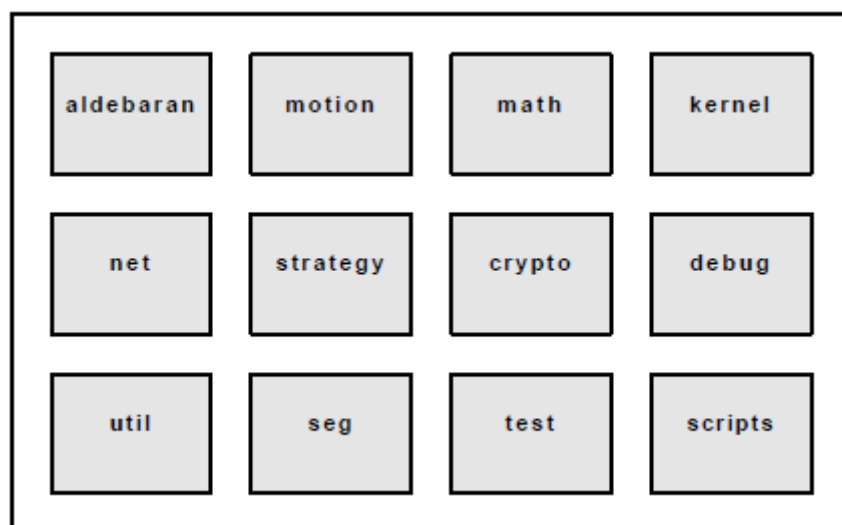 aldebaran motion math kernel
net strategy crypto debug
util seg test scripts